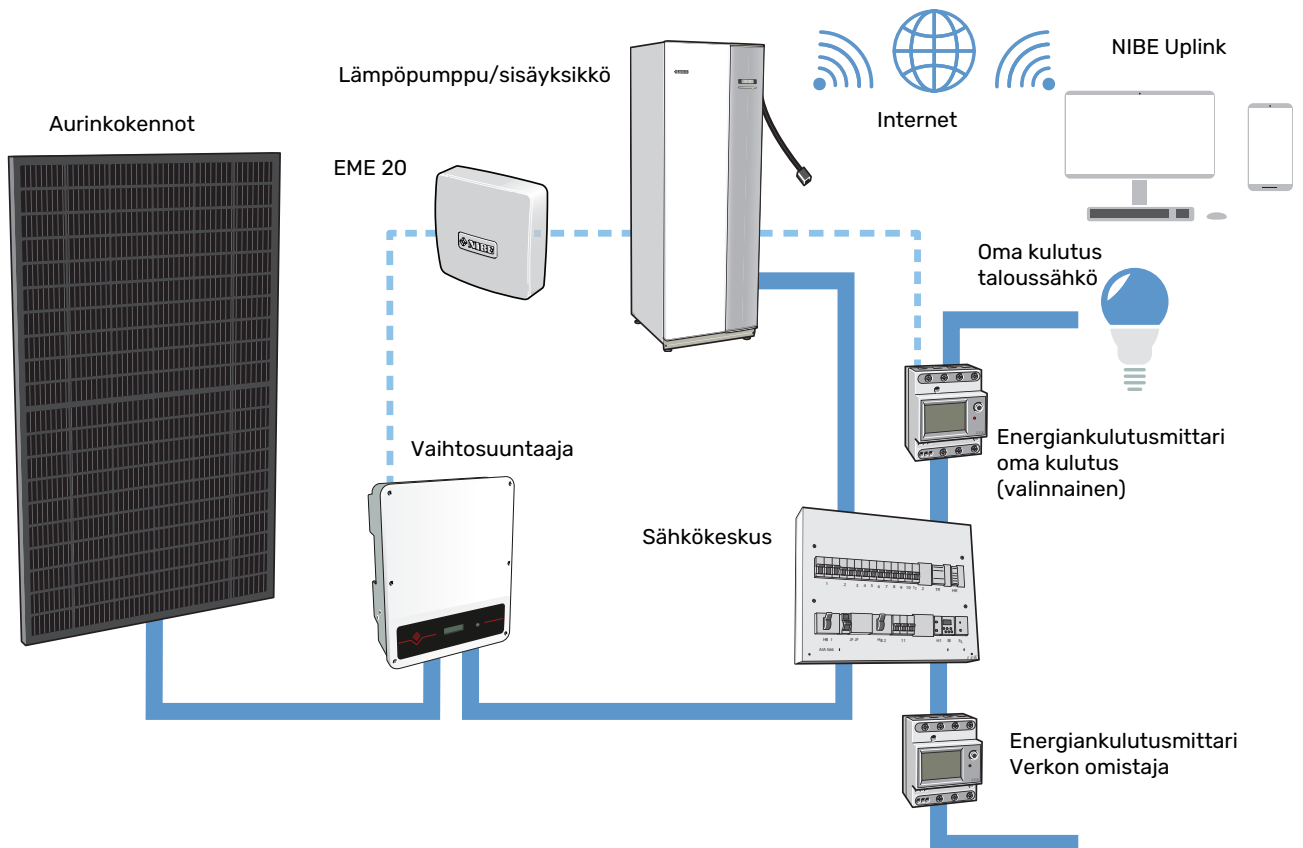 NIBE Uplink
Lämpöpumppu/sisäyksikkö
Internet
Aurinkokennot
EME 20
NIBE
Oma kulutus
taloussähkö
Vaihtosuuntaaja
Energiankulutusmittari
oma kulutus
(valinnainen)
Sähkökeskus
Energiankulutusmittari
Verkon omistaja